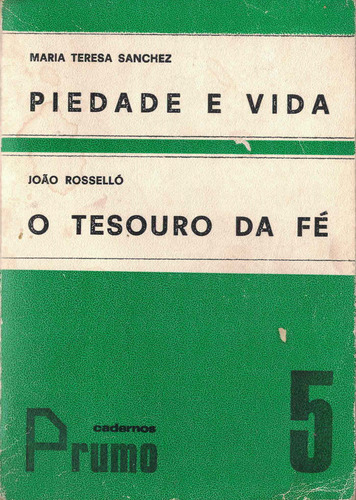 MARIA TERESA SANCHEZ
PIEDADE E VIDA
JOÃO ROSSELLÓ
O TESOURO DA FÉ
cadernos
Prumo
5